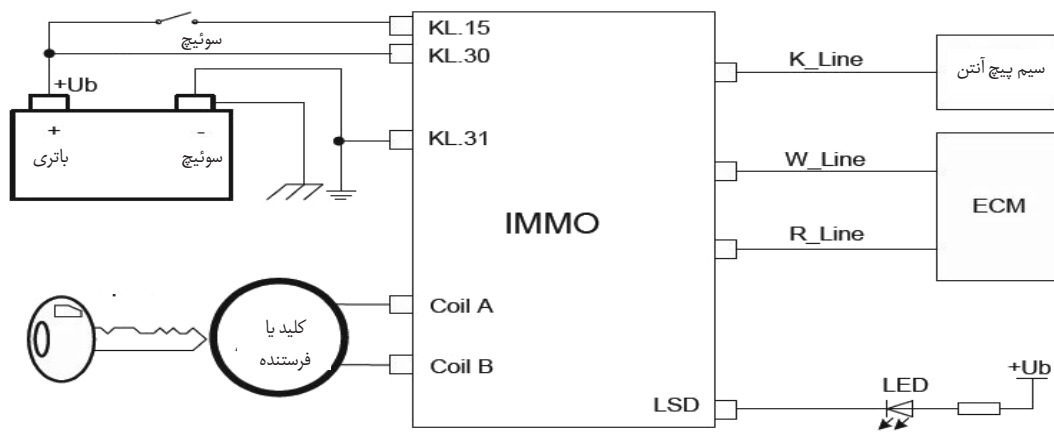 KL.15
سوئیچ
KL.30
+Ub
+
-
باتری
سوئیچ
KL.31
IMMO
K_Line
سیم پیچ آنتن
W_Line
R_Line
ECM
Coil A
Coil B
کلید یا
فرستنده
LSD
LED
+Ub